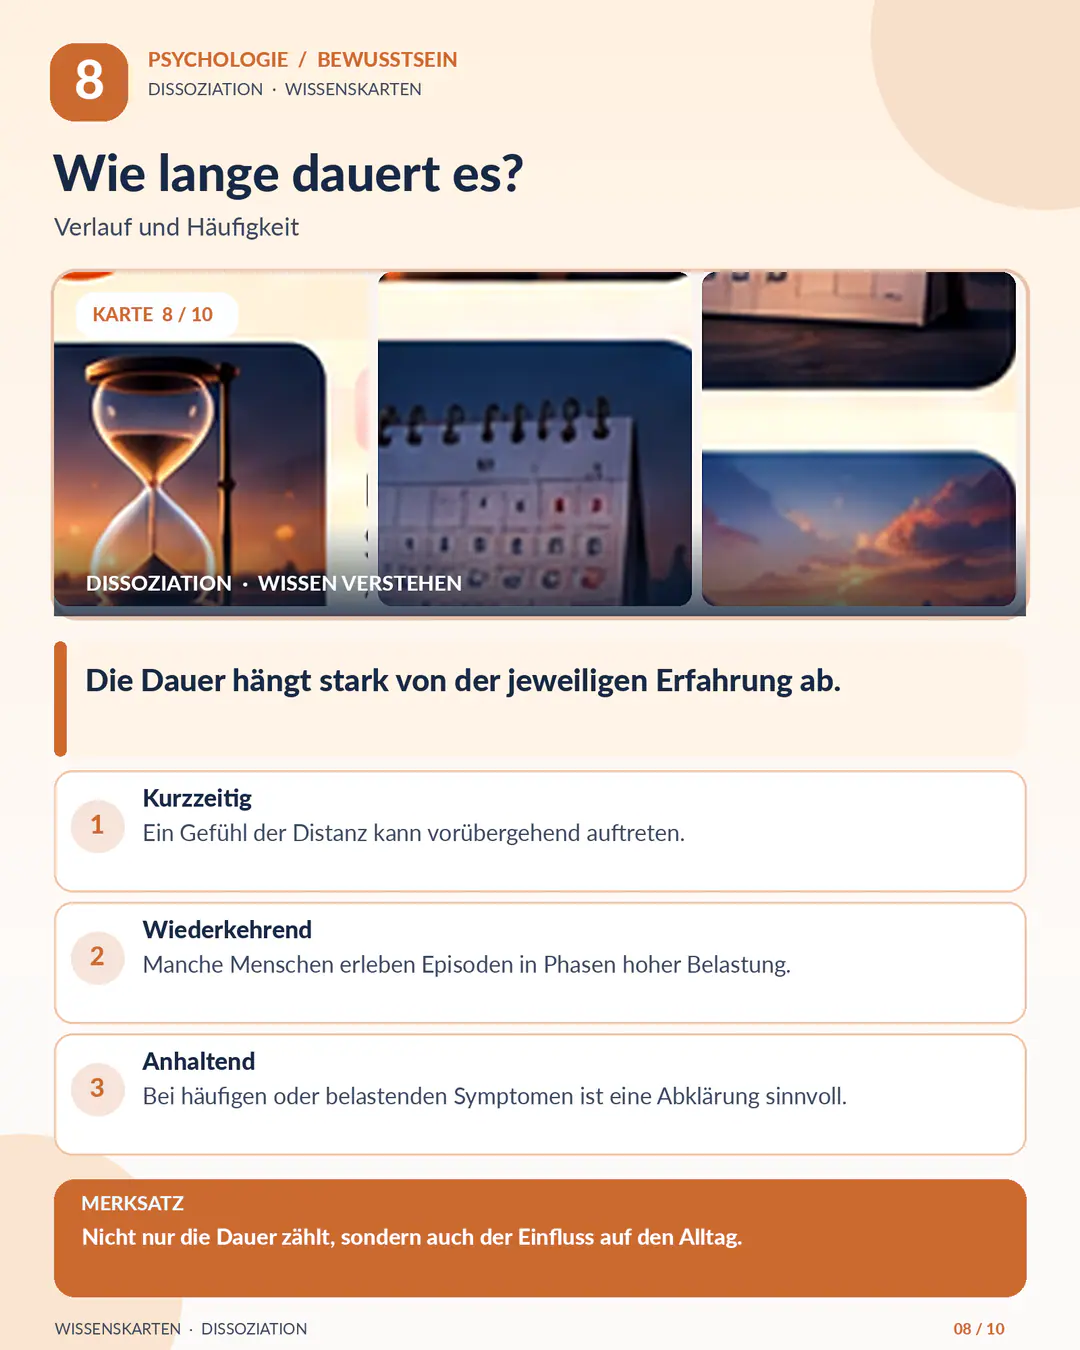 8
PSYCHOLOGIE / BEWUSSTSEIN
DISSOZIATION · WISSENSKARTEN
Wie lange dauert es?
Verlauf und Häufigkeit
KARTE 8 / 10
DISSOZIATION · WISSEN VERSTEHEN
Die Dauer hängt stark von der jeweiligen Erfahrung ab.
1
Kurzzeitig
Ein Gefühl der Distanz kann vorübergehend auftreten.
2
Wiederkehrend
Manche Menschen erleben Episoden in Phasen hoher Belastung.
3
Anhaltend
Bei häufigen oder belastenden Symptomen ist eine Abklärung sinnvoll.
MERKSATZ
Nicht nur die Dauer zählt, sondern auch der Einfluss auf den Alltag.
WISSENSKARTEN · DISSOZIATION
08 / 10